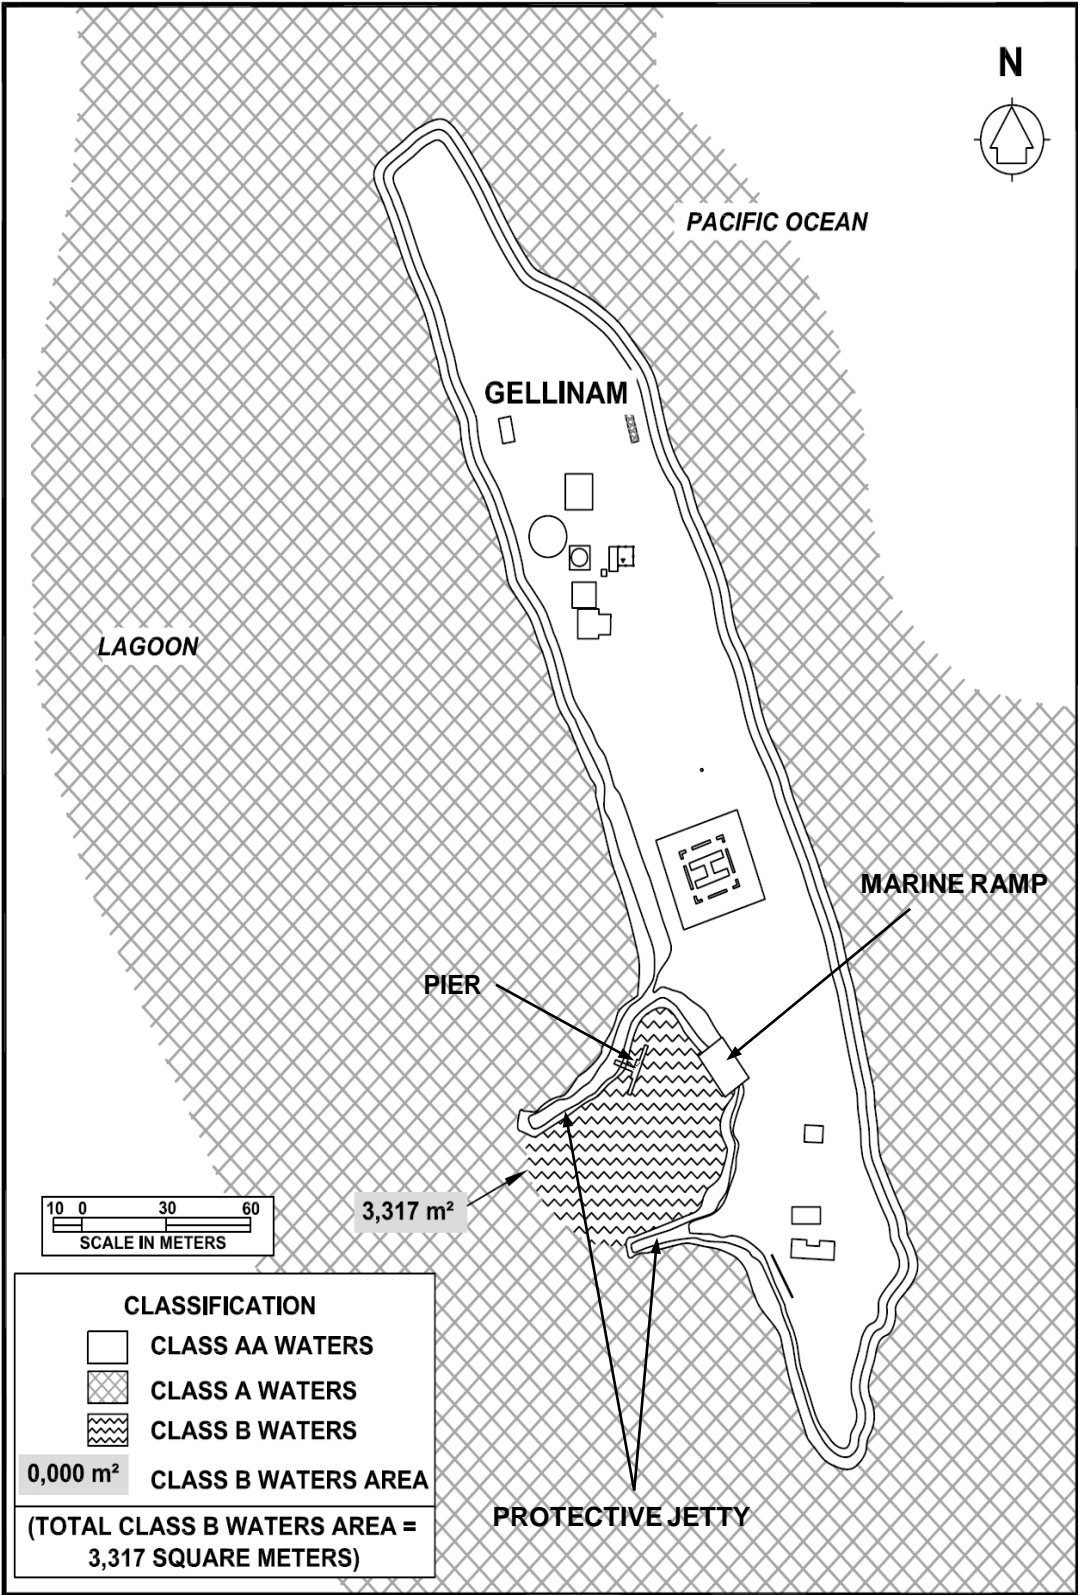 N
PACIFIC OCEAN
GELLINAM
LAGOON
MARINE RAMP
PIER
3,317 m²
10 0 30 60
SCALE IN METERS
CLASSIFICATION
CLASS AA WATERS
CLASS A WATERS
CLASS B WATERS
0,000 m² CLASS B WATERS AREA
(TOTAL CLASS B WATERS AREA =
3,317 SQUARE METERS)
PROTECTIVE JETTY
H